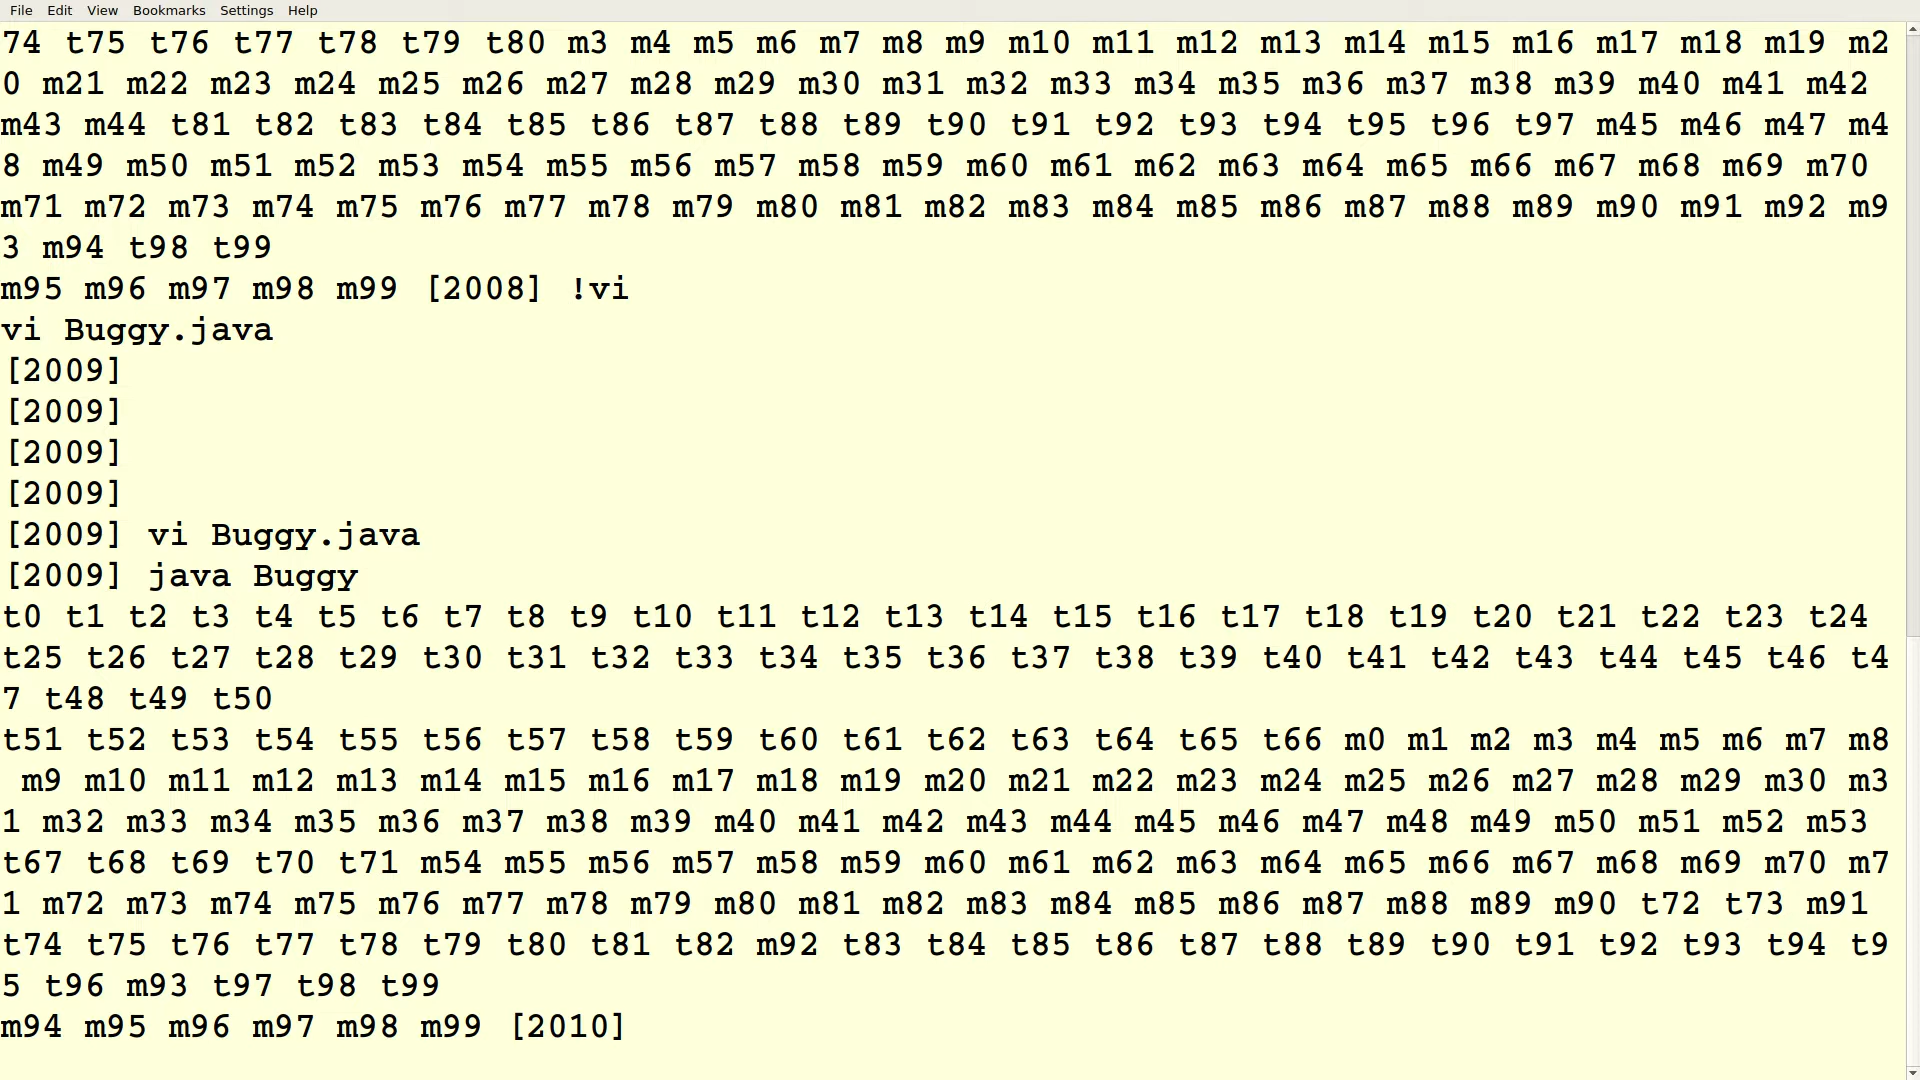 File Edit View Bookmarks Settings Help
74 t75 t76 t77 t78 t79 t80 m3 m4 m5 m6 m7 m8 m9 m10 m11 m12 m13 m14 m15 m16 m17 m18 m19 m2
0 m21 m22 m23 m24 m25 m26 m27 m28 m29 m30 m31 m32 m33 m34 m35 m36 m37 m38 m39 m40 m41 m42
m43 m44 t81 t82 t83 t84 t85 t86 t87 t88 t89 t90 t91 t92 t93 t94 t95 t96 t97 m45 m46 m47 m4
8 m49 m50 m51 m52 m53 m54 m55 m56 m57 m58 m59 m60 m61 m62 m63 m64 m65 m66 m67 m68 m69 m70
m71 m72 m73 m74 m75 m76 m77 m78 m79 m80 m81 m82 m83 m84 m85 m86 m87 m88 m89 m90 m91 m92 m9
3 m94 t98 t99
m95 m96 m97 m98 m99 [2008] !vi
vi Buggy.java
[2009]
[2009]
[2009]
[2009]
[2009] vi Buggy.java
[2009] java Buggy
t0 t1 t2 t3 t4 t5 t6 t7 t8 t9 t10 t11 t12 t13 t14 t15 t16 t17 t18 t19 t20 t21 t22 t23 t24
t25 t26 t27 t28 t29 t30 t31 t32 t33 t34 t35 t36 t37 t38 t39 t40 t41 t42 t43 t44 t45 t46 t4
7 t48 t49 t50
t51 t52 t53 t54 t55 t56 t57 t58 t59 t60 t61 t62 t63 t64 t65 t66 m0 m1 m2 m3 m4 m5 m6 m7 m8
m9 m10 m11 m12 m13 m14 m15 m16 m17 m18 m19 m20 m21 m22 m23 m24 m25 m26 m27 m28 m29 m30 m3
1 m32 m33 m34 m35 m36 m37 m38 m39 m40 m41 m42 m43 m44 m45 m46 m47 m48 m49 m50 m51 m52 m53
t67 t68 t69 t70 t71 m54 m55 m56 m57 m58 m59 m60 m61 m62 m63 m64 m65 m66 m67 m68 m69 m70 m7
1 m72 m73 m74 m75 m76 m77 m78 m79 m80 m81 m82 m83 m84 m85 m86 m87 m88 m89 m90 t72 t73 m91
t74 t75 t76 t77 t78 t79 t80 t81 t82 m92 t83 t84 t85 t86 t87 t88 t89 t90 t91 t92 t93 t94 t9
5 t96 m93 t97 t98 t99
m94 m95 m96 m97 m98 m99 [2010]